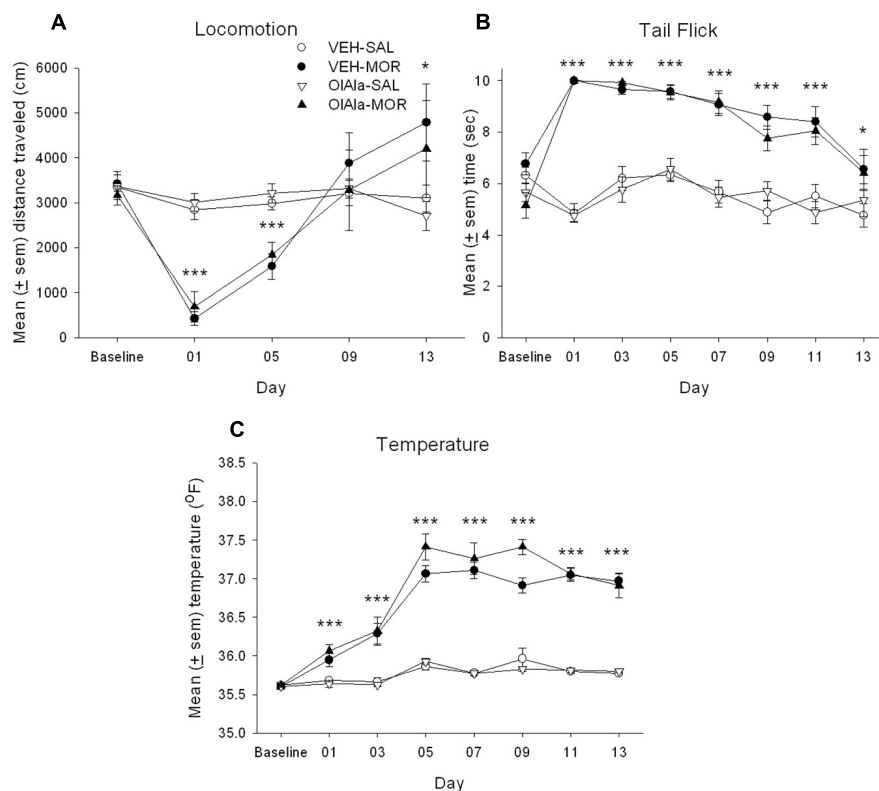 A
Locomotion
VEH-SAL
VEH-MOR
OlAla-SAL
OlAla-MOR
*
***
***
Mean (± sem) distance traveled (cm)
6000
5000
4000
3000
2000
1000
0
Baseline 01 05 09 13
Day
B
Tail Flick
*** *** *** *** *** *** *
Mean (± sem) time (sec)
10
8
6
4
2
0
Baseline 01 03 05 07 09 11 13
Day
C
Temperature
*** *** *** *** *** *** ***
Mean (± sem) temperature (°F)
38.5
38.0
37.5
37.0
36.5
36.0
35.5
35.0
Baseline 01 03 05 07 09 11 13
Day